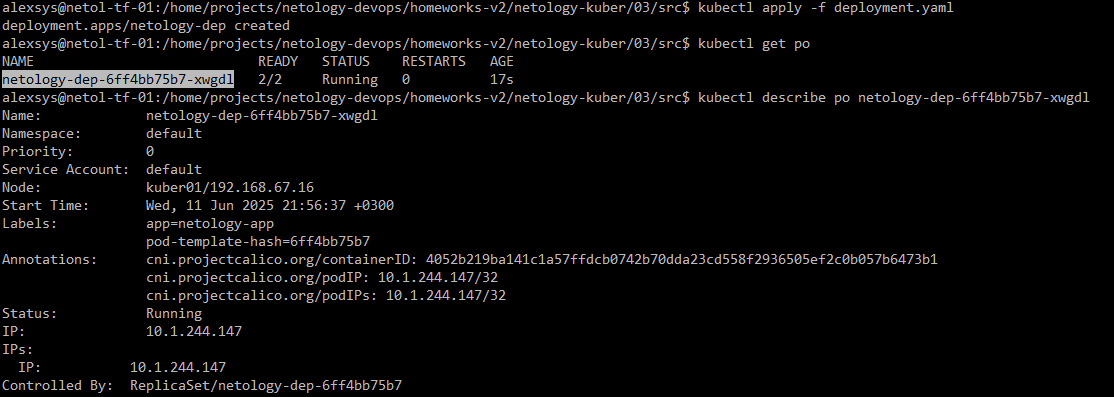 alexsys@netol-tf-01:/home/projects/netology-devops/homeworks-v2/netology-kuber/03/src$ kubectl apply -f deployment.yaml
deployment.apps/netology-dep created
alexsys@netol-tf-01:/home/projects/netology-devops/homeworks-v2/netology-kuber/03/src$ kubectl get po
NAME                            READY   STATUS    RESTARTS   AGE
netology-dep-6ff4bb75b7-xwgdl   2/2     Running   0          17s
alexsys@netol-tf-01:/home/projects/netology-devops/homeworks-v2/netology-kuber/03/src$ kubectl describe po netology-dep-6ff4bb75b7-xwgdl
Name:             netology-dep-6ff4bb75b7-xwgdl
Namespace:        default
Priority:         0
Service Account:  default
Node:             kuber01/192.168.67.16
Start Time:       Wed, 11 Jun 2025 21:56:37 +0300
Labels:           app=netology-app
                  pod-template-hash=6ff4bb75b7
Annotations:      cni.projectcalico.org/containerID: 4052b219ba141c1a57ffdcb0742b70dda23cd558f2936505ef2c0b057b6473b1
                  cni.projectcalico.org/podIP: 10.1.244.147/32
                  cni.projectcalico.org/podIPs: 10.1.244.147/32
Status:           Running
IP:               10.1.244.147
IPs:
  IP:           10.1.244.147
Controlled By:  ReplicaSet/netology-dep-6ff4bb75b7